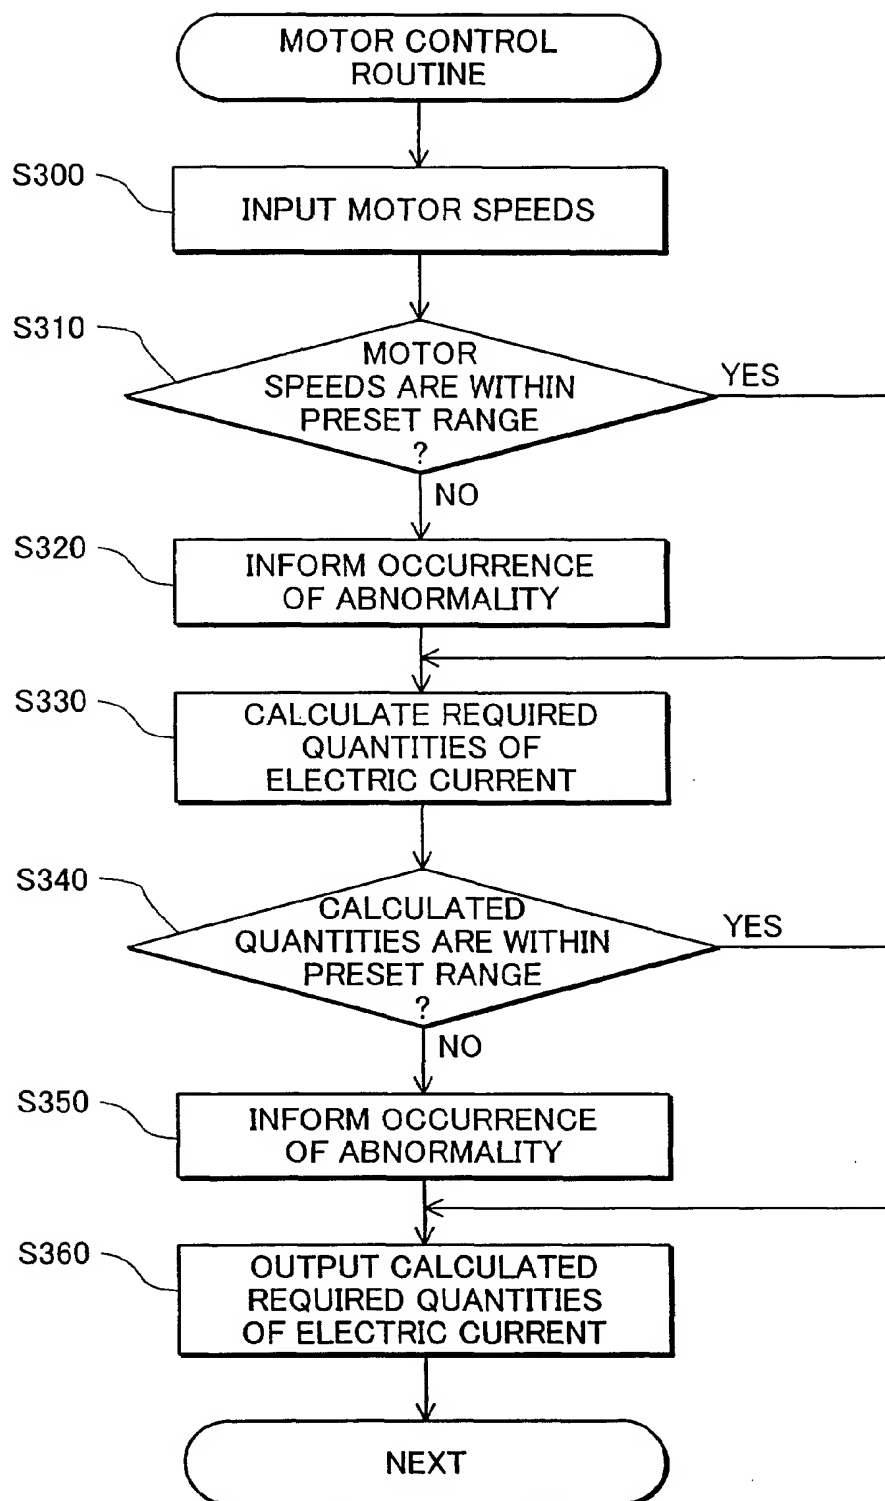 MOTOR CONTROL
ROUTINE
S300
INPUT MOTOR SPEEDS
S310
MOTOR
SPEEDS ARE WITHIN
PRESET RANGE
?
YES
NO
S320
INFORM OCCURRENCE
OF ABNORMALITY
S330
CALCULATE REQUIRED
QUANTITIES OF
ELECTRIC CURRENT
S340
CALCULATED
QUANTITIES ARE WITHIN
PRESET RANGE
?
YES
NO
S350
INFORM OCCURRENCE
OF ABNORMALITY
S360
OUTPUT CALCULATED
REQUIRED QUANTITIES
OF ELECTRIC CURRENT
NEXT